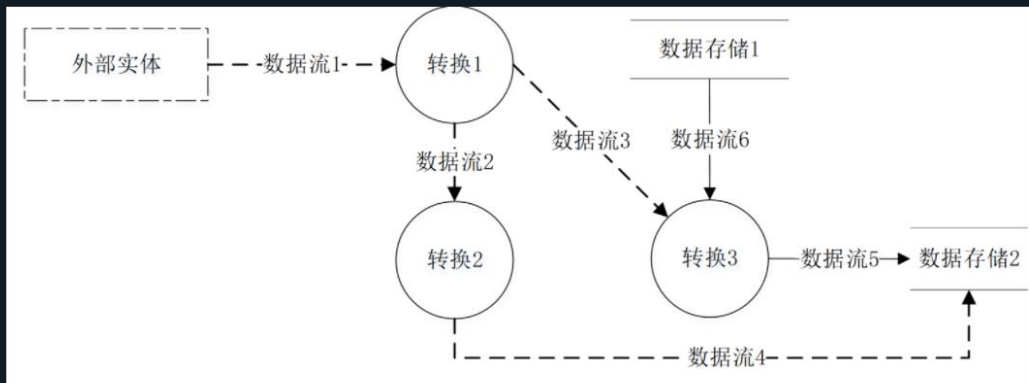 外部实体
数据流1
转换1
数据存储1
数据流2
数据流3
数据流6
转换2
转换3
数据流5
数据存储2
数据流4